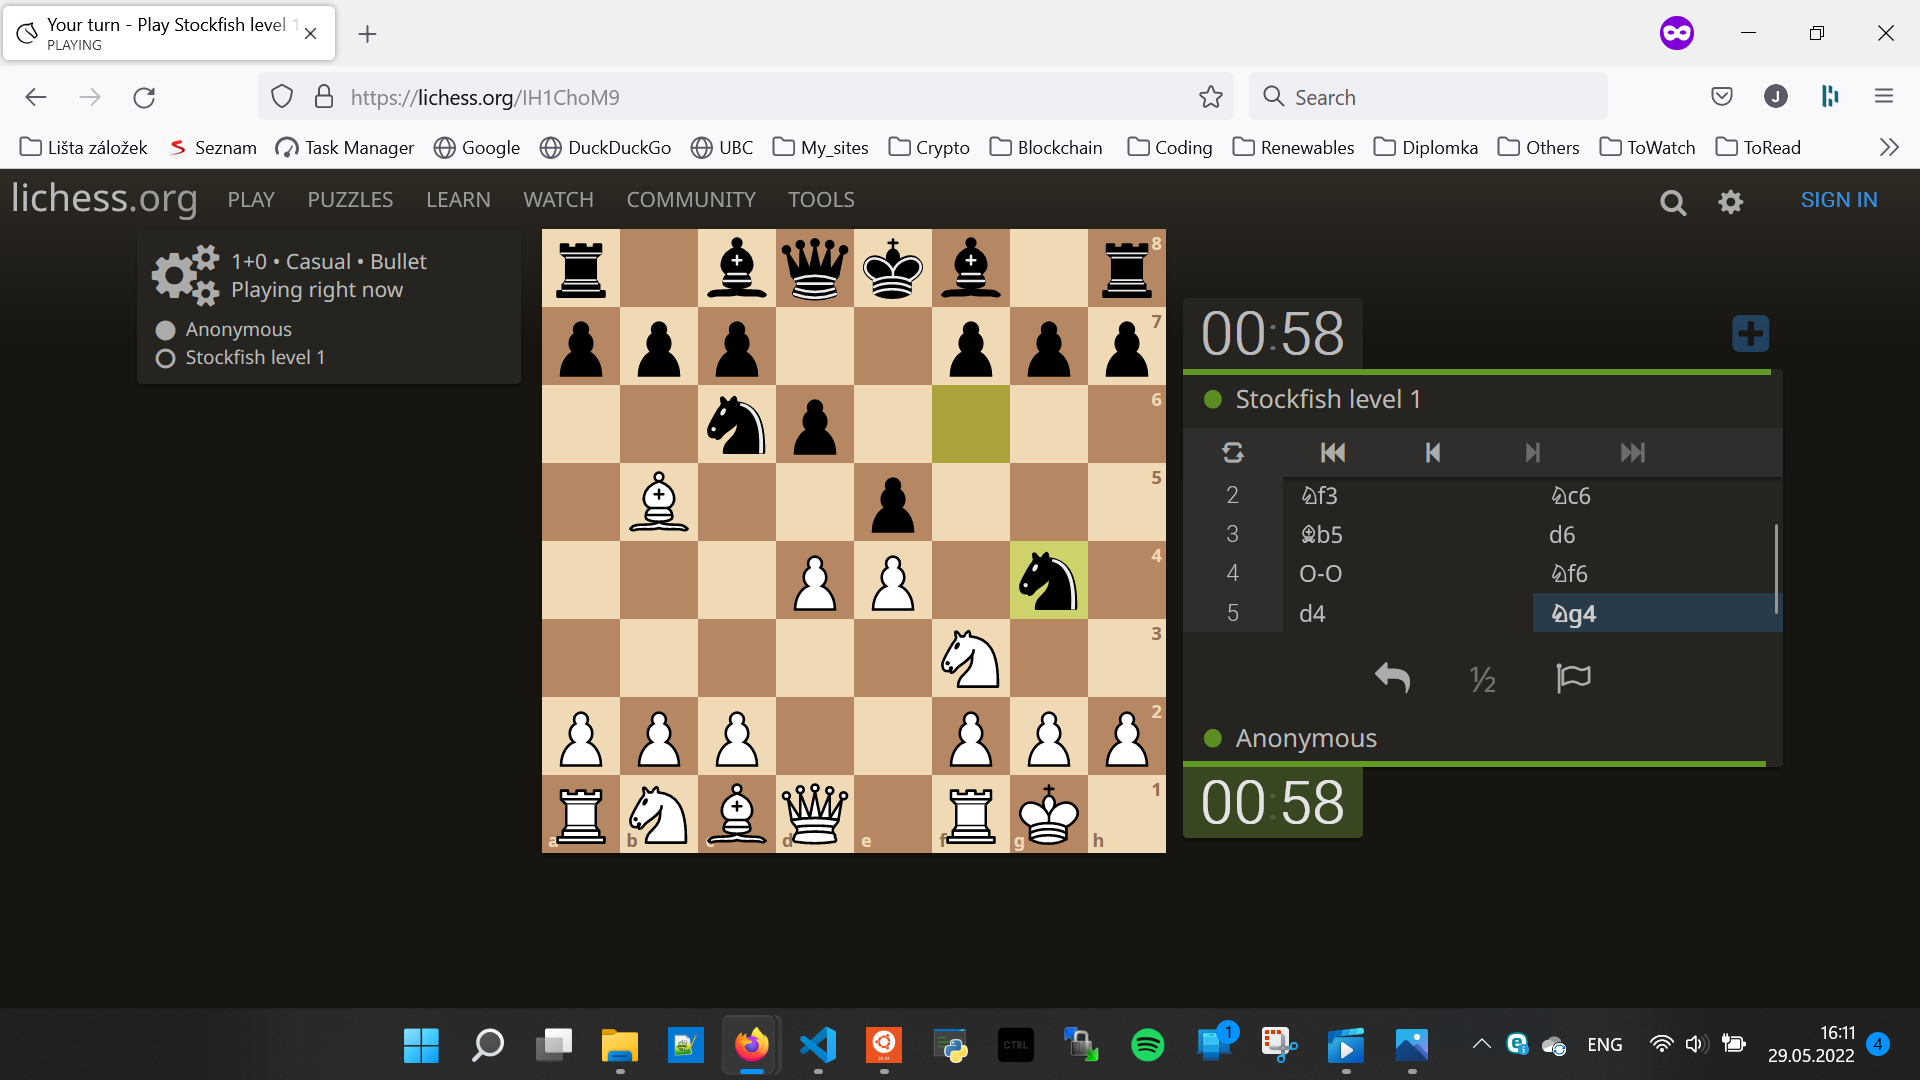 Your turn - Play Stockfish level 1
PLAYING
https://lichess.org/IH1ChoM9
Search
J
Lišta záložek
Seznam
Task Manager
Google
DuckDuckGo
UBC
My_sites
Crypto
Blockchain
Coding
Renewables
Diplomka
Others
ToWatch
ToRead
lichess.org
PLAY
PUZZLES
LEARN
WATCH
COMMUNITY
TOOLS
SIGN IN
1+0 • Casual • Bullet
Playing right now
Anonymous
Stockfish level 1
8
7
6
5
4
3
2
1
a
b
c
d
e
f
g
h
00:58
Stockfish level 1
2 ♘f3 ♘c6
3 ♗b5 d6
4 O-O ♘f6
5 d4 ♘g4
½
Anonymous
00:58
CTRL
1
ENG
16:11
29.05.2022
4